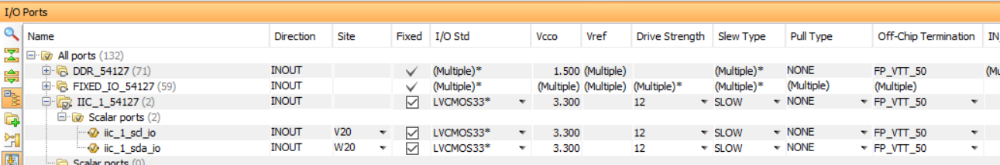 I/O Ports
Name Direction Site Fixed I/O Std Vcco Vref Drive Strength Slew Type Pull Type Off-Chip Termination IN
All ports (132)
DDR_54127 (71) INOUT (Multiple)* 1.500 (Multiple) (Multiple)* NONE FP_VTT_50 (Mu
FIXED_IO_54127 (59) INOUT (Multiple)* (Multiple) (Multiple) (Multiple)* (Multiple)* (Multiple) (Multiple)
IIC_1_54127 (2) INOUT LVCMOS33* 3.300 12 SLOW NONE FP_VTT_50
Scalar ports (2)
iic_1_scl_io INOUT V20 LVCMOS33* 3.300 12 SLOW NONE FP_VTT_50
iic_1_sda_io INOUT W20 LVCMOS33* 3.300 12 SLOW NONE FP_VTT_50
Scalar ports (0)